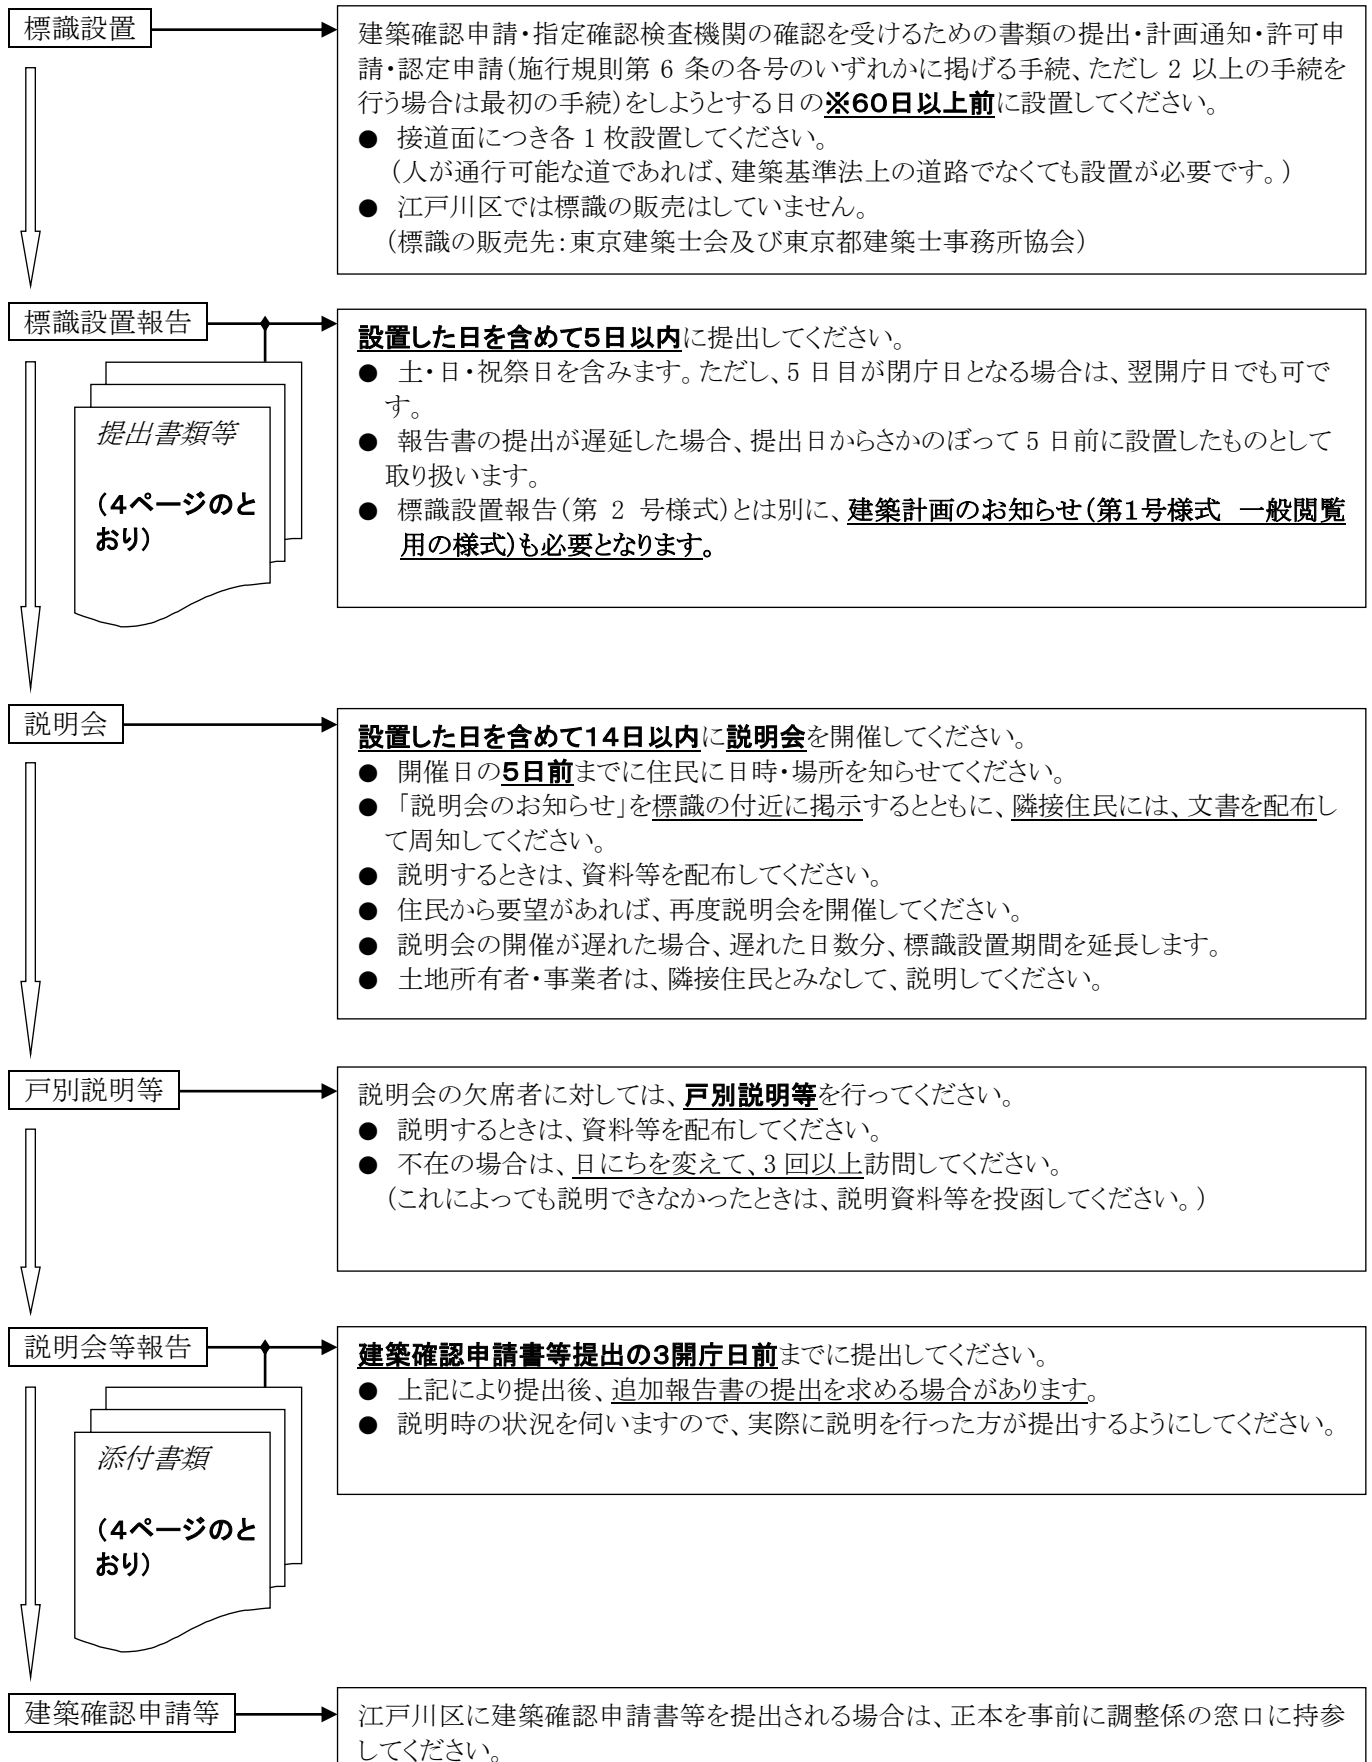 標識設置
建築確認申請・指定確認検査機関の確認を受けるための書類の提出・計画通知・許可申
請・認定申請（施行規則第 6 条の各号のいずれかに掲げる手続、ただし 2 以上の手続を
行う場合は最初の手続）をしようとする日の※60日以上前に設置してください。
● 接道面につき各 1 枚設置してください。
（人が通行可能な道であれば、建築基準法上の道路でなくても設置が必要です。）
● 江戸川区では標識の販売はしていません。
（標識の販売先：東京建築士会及び東京都建築士事務所協会）
標識設置報告
提出書類等
（4ページのと
おり）
設置した日を含めて5日以内に提出してください。
● 土・日・祝祭日を含みます。ただし、5 日目が閉庁日となる場合は、翌開庁日でも可で
す。
● 報告書の提出が遅延した場合、提出日からさかのぼって 5 日前に設置したものとして
取り扱います。
● 標識設置報告（第 2 号様式）とは別に、建築計画のお知らせ（第1号様式　一般閲覧
用の様式）も必要となります。
説明会
設置した日を含めて14日以内に説明会を開催してください。
● 開催日の5日前までに住民に日時・場所を知らせてください。
● 「説明会のお知らせ」を標識の付近に掲示するとともに、隣接住民には、文書を配布し
て周知してください。
● 説明するときは、資料等を配布してください。
● 住民から要望があれば、再度説明会を開催してください。
● 説明会の開催が遅れた場合、遅れた日数分、標識設置期間を延長します。
● 土地所有者・事業者は、隣接住民とみなして、説明してください。
戸別説明等
説明会の欠席者に対しては、戸別説明等を行ってください。
● 説明するときは、資料等を配布してください。
● 不在の場合は、日にちを変えて、3 回以上訪問してください。
（これによっても説明できなかったときは、説明資料等を投函してください。）
説明会等報告
添付書類
（4ページのと
おり）
建築確認申請書等提出の3開庁日前までに提出してください。
● 上記により提出後、追加報告書の提出を求める場合があります。
● 説明時の状況を伺いますので、実際に説明を行った方が提出するようにしてください。
建築確認申請等
江戸川区に建築確認申請書等を提出される場合は、正本を事前に調整係の窓口に持参
してください。